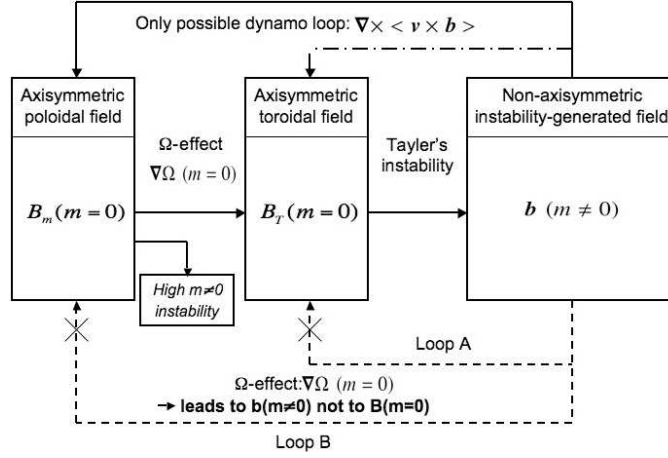 Only possible dynamo loop: ∇× < v × b >
Axisymmetric
poloidal field
Axisymmetric
toroidal field
Non-axisymmetric
instability-generated field
Ω-effect
∇Ω (m = 0)
Tayler's
instability
B_m(m = 0)
B_T(m = 0)
b (m ≠ 0)
High m≠0
instability
Loop A
Ω-effect:∇Ω (m = 0)
→ leads to b(m≠0) not to B(m=0)
Loop B